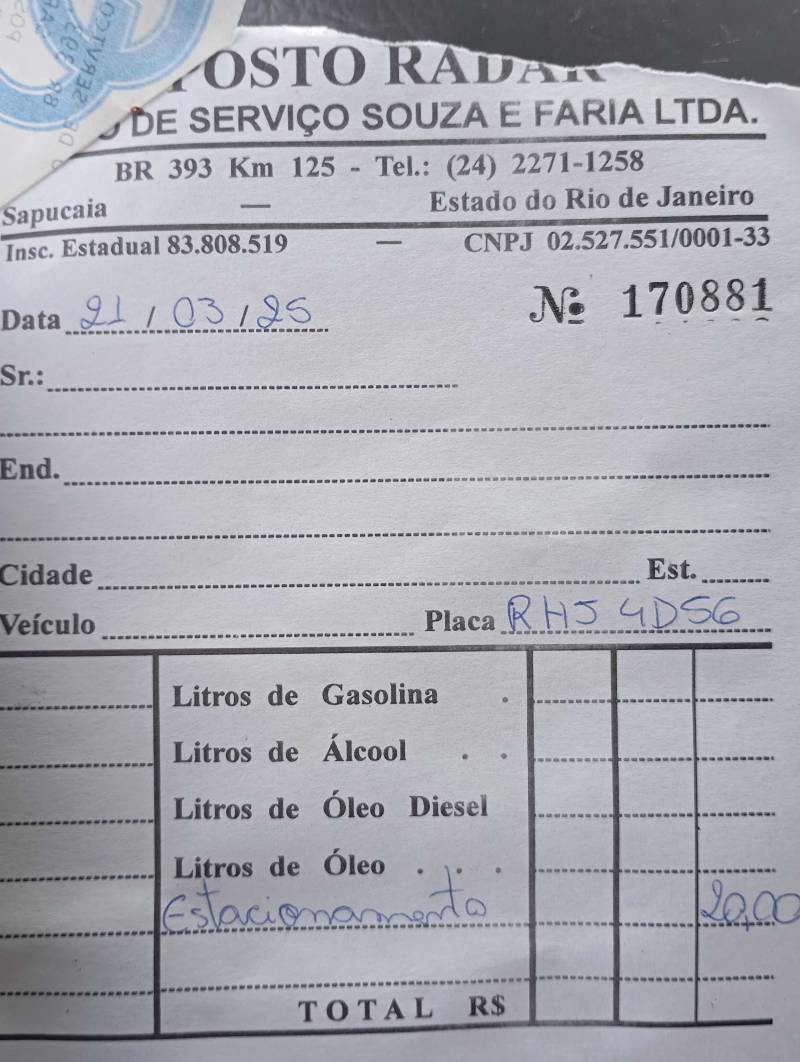 POSTO RADAR
DE SERVIÇO SOUZA E FARIA LTDA.
BR 393 Km 125 - Tel.: (24) 2271-1258
Sapucaia — Estado do Rio de Janeiro
Insc. Estadual 83.808.519 — CNPJ 02.527.551/0001-33
Data 21/03/25 Nº 170881
Sr.:
End.
Cidade Est.
Veículo Placa RHJ 4D56
Litros de Gasolina .
Litros de Álcool . .
Litros de Óleo Diesel
Litros de Óleo . . .
Estacionamento 20,00
TOTAL R$